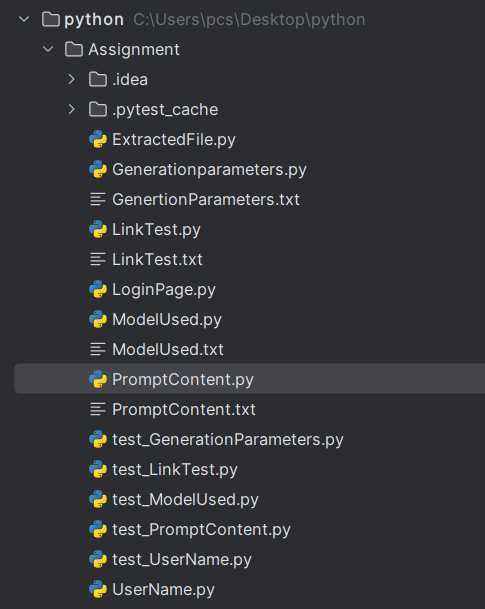 python C:\Users\pcs\Desktop\python
Assignment
.idea
.pytest_cache
ExtractedFile.py
Generationparameters.py
GenertionParameters.txt
LinkTest.py
LinkTest.txt
LoginPage.py
ModelUsed.py
ModelUsed.txt
PromptContent.py
PromptContent.txt
test_GenerationParameters.py
test_LinkTest.py
test_ModelUsed.py
test_PromptContent.py
test_UserName.py
UserName.py